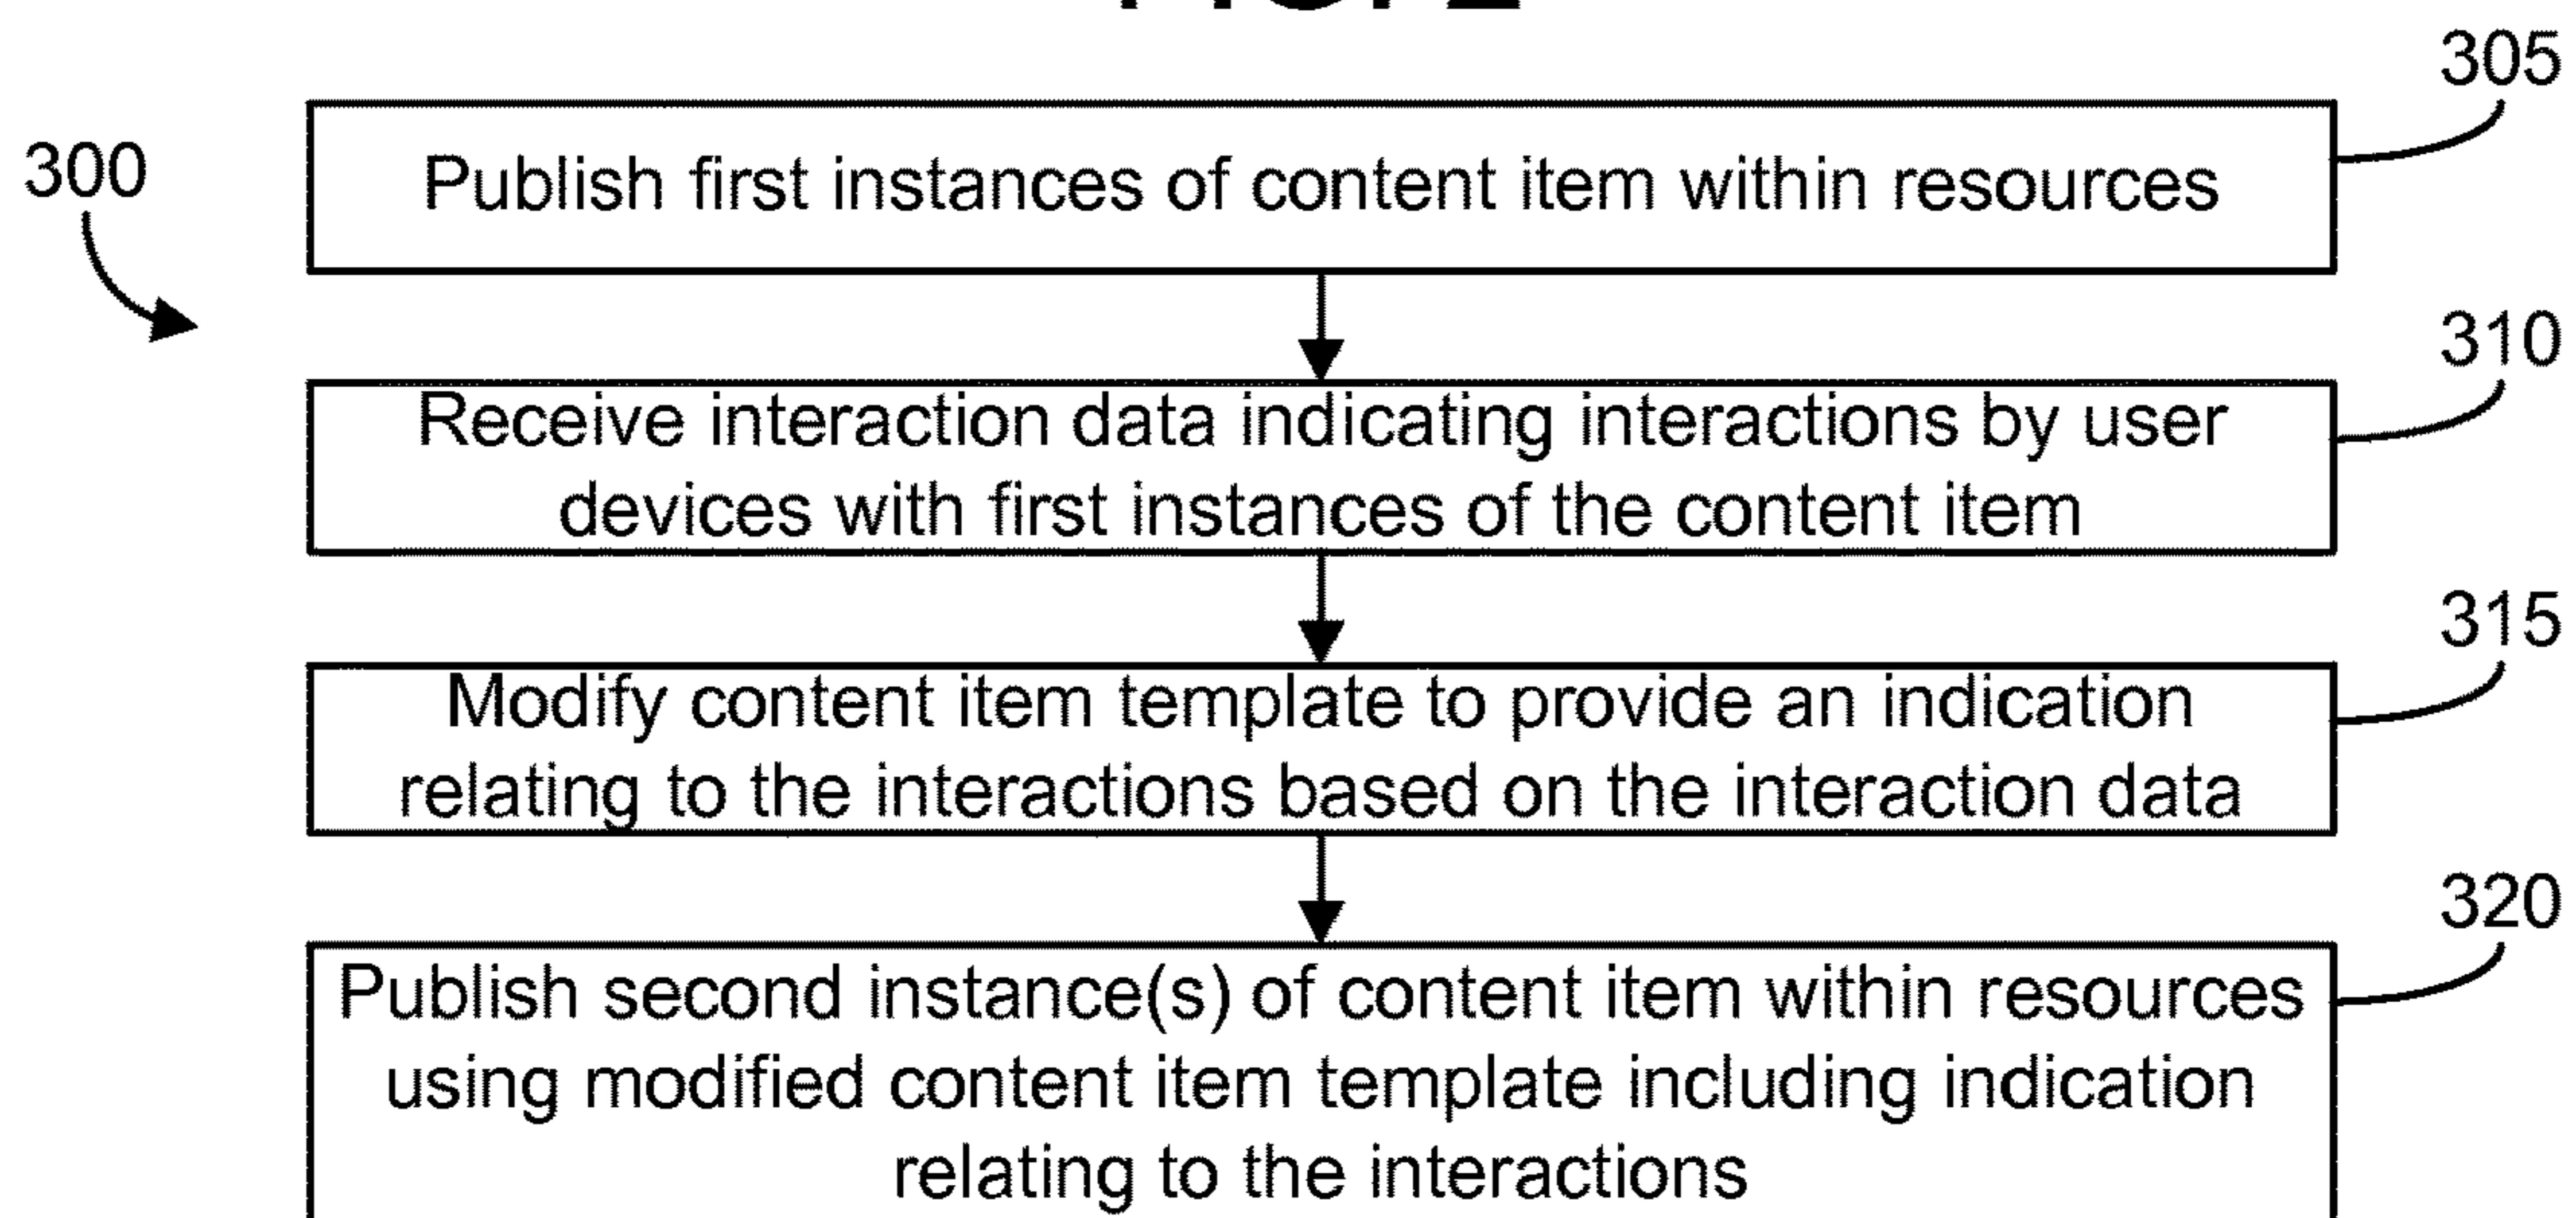 305
300
Publish first instances of content item within resources
310
Receive interaction data indicating interactions by user
devices with first instances of the content item
315
Modify content item template to provide an indication
relating to the interactions based on the interaction data
320
Publish second instance(s) of content item within resources
using modified content item template including indication
relating to the interactions